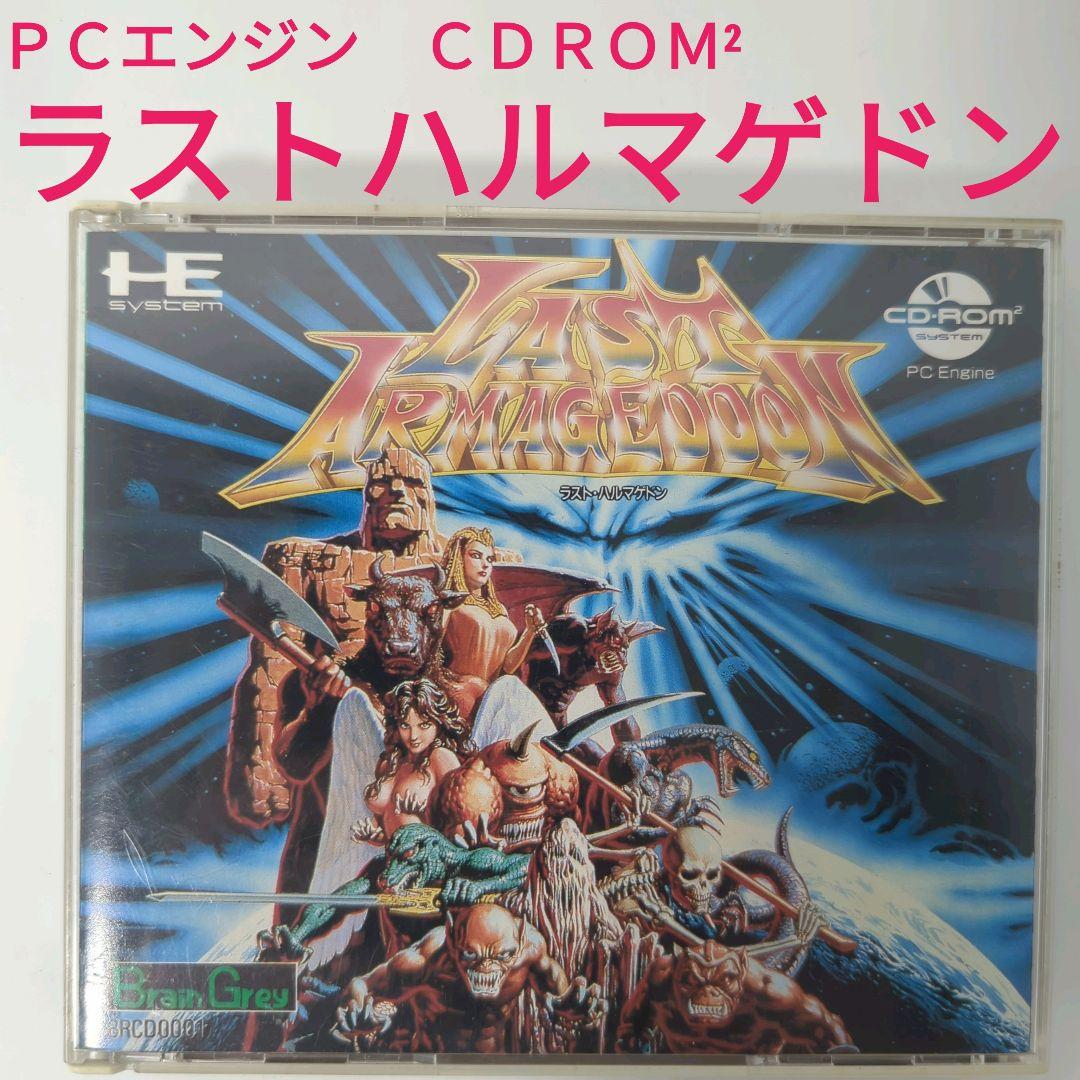 ＰＣエンジン　ＣＤＲＯＭ²
ラストハルマゲドン
HE
system
LAST
ARMAGEDDON
ラスト・ハルマゲドン
CD-ROM²
SYSTEM
PC Engine
Brain Grey
BRCD0001